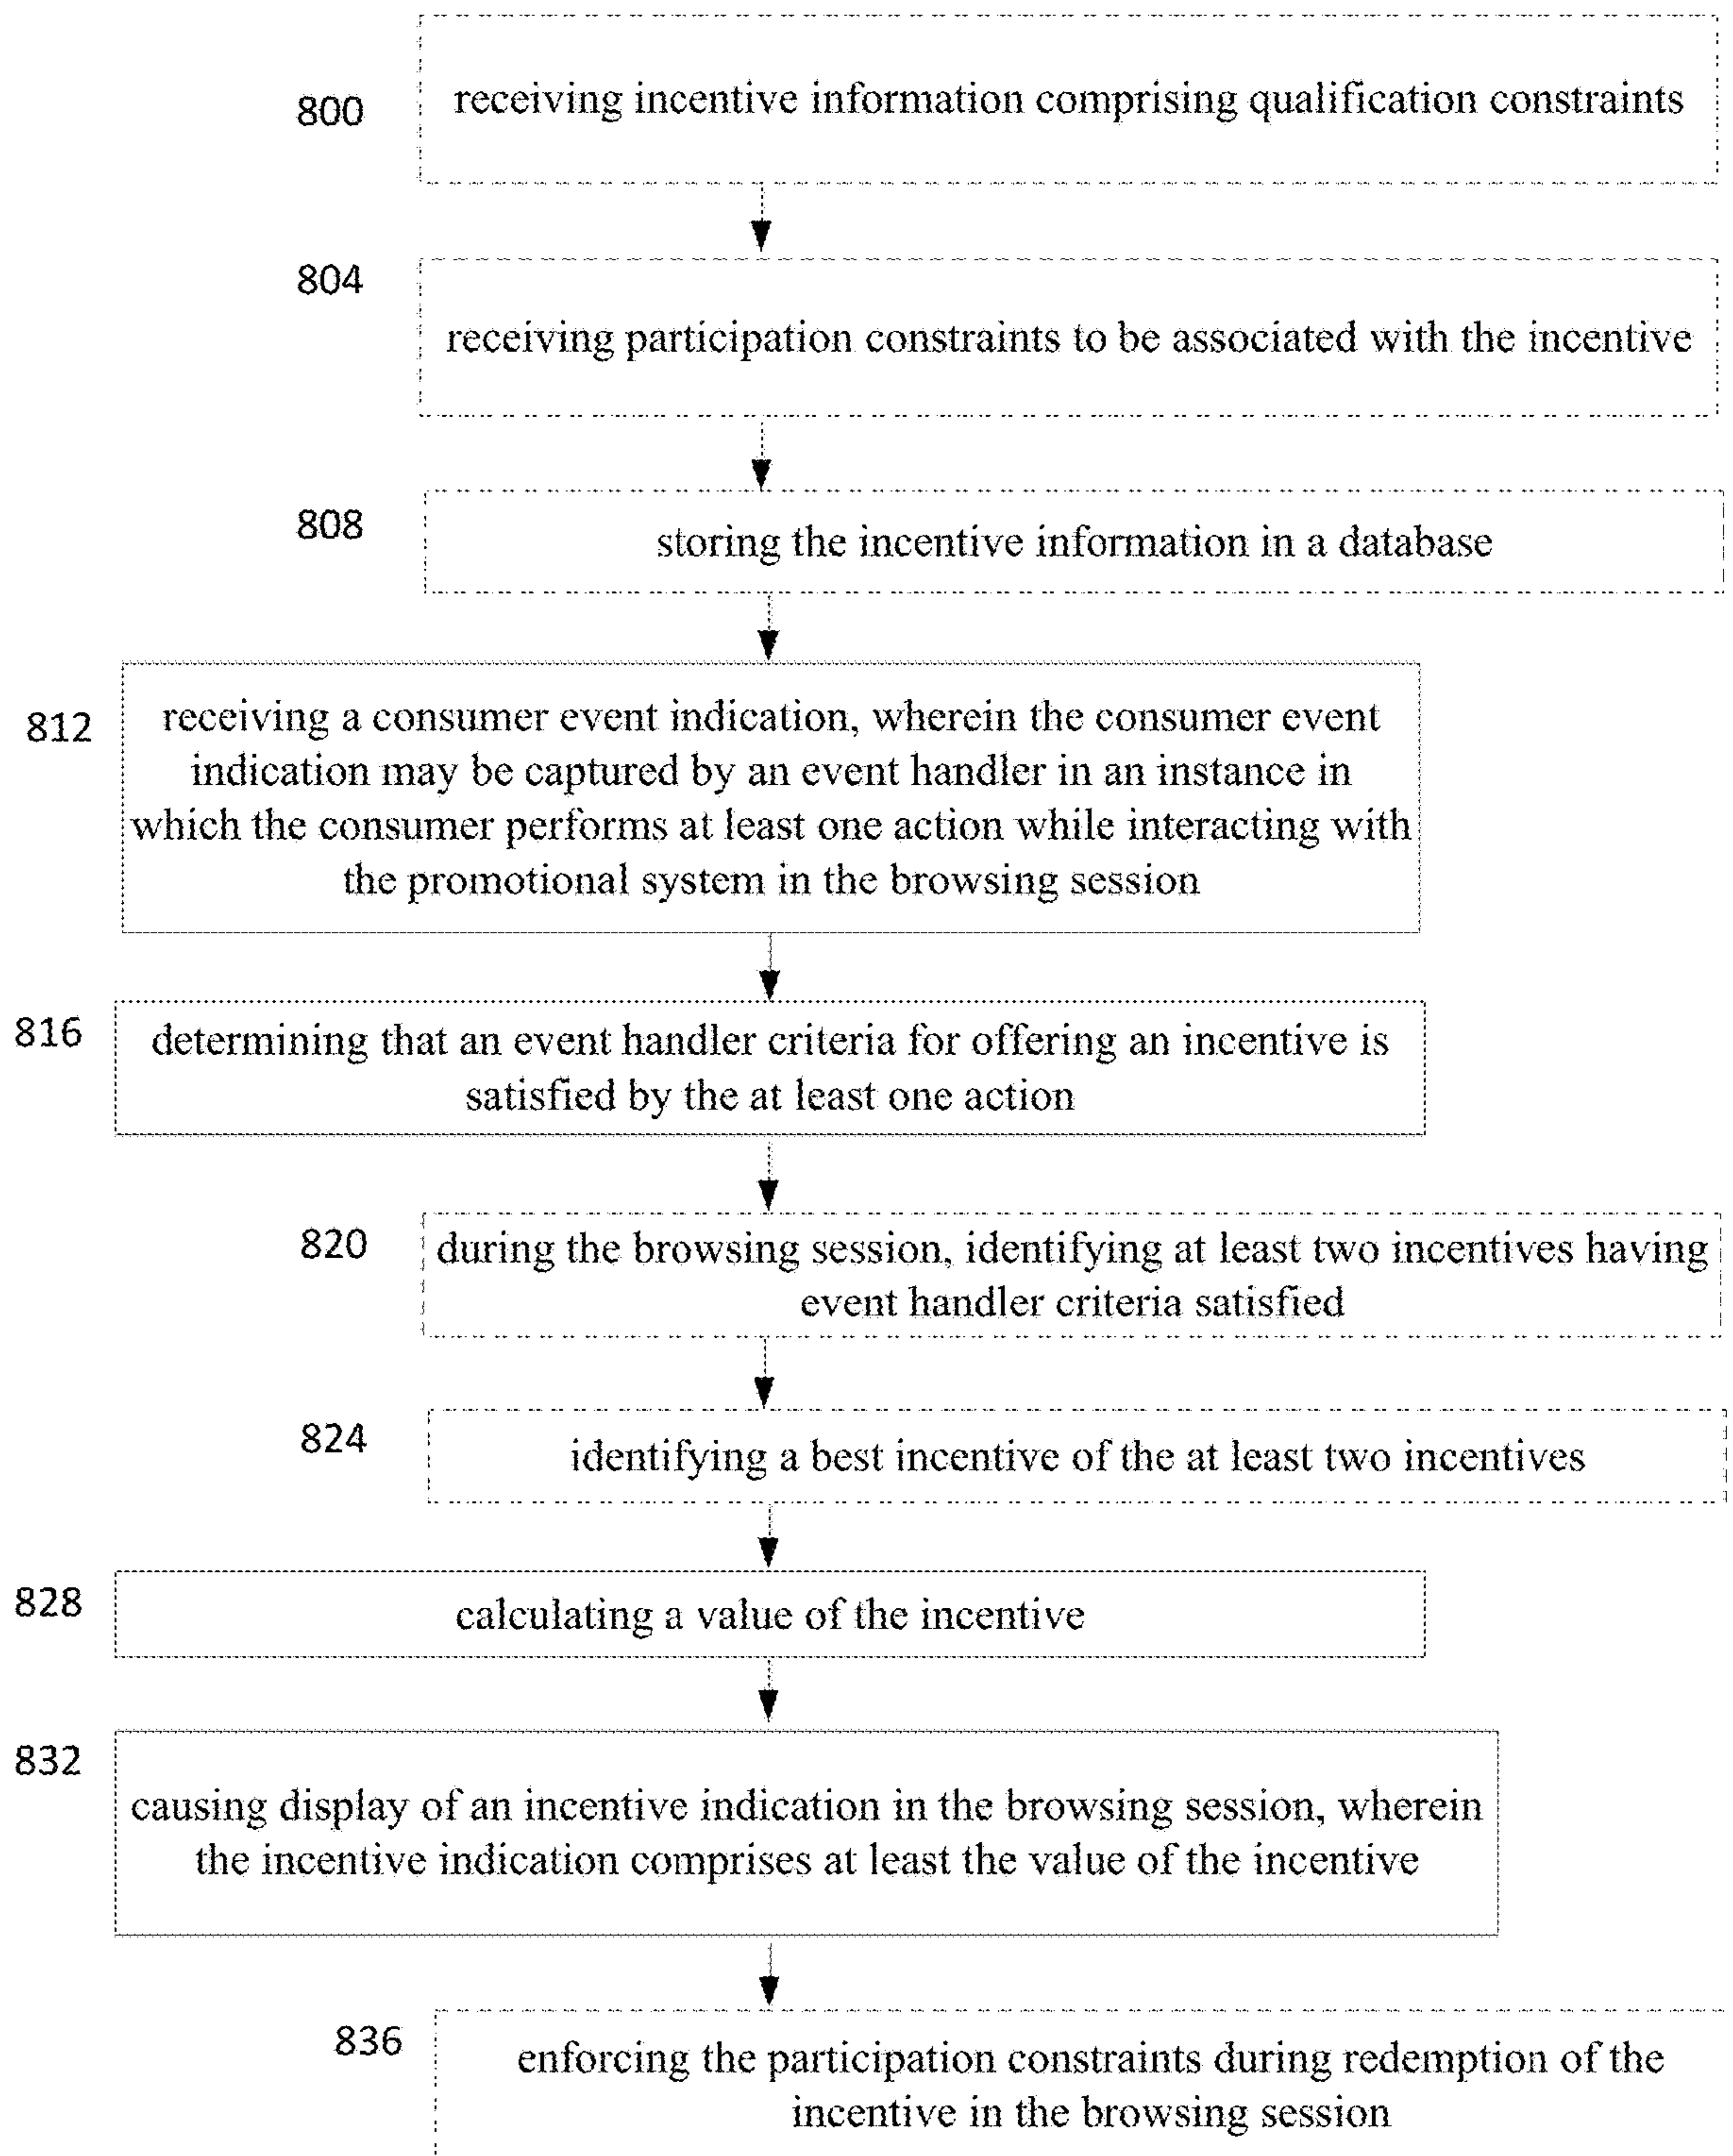 800
receiving incentive information comprising qualification constraints
804
receiving participation constraints to be associated with the incentive
808
storing the incentive information in a database
812
receiving a consumer event indication, wherein the consumer event
indication may be captured by an event handler in an instance in
which the consumer performs at least one action while interacting with
the promotional system in the browsing session
816
determining that an event handler criteria for offering an incentive is
satisfied by the at least one action
820
during the browsing session, identifying at least two incentives having
event handler criteria satisfied
824
identifying a best incentive of the at least two incentives
828
calculating a value of the incentive
832
causing display of an incentive indication in the browsing session, wherein
the incentive indication comprises at least the value of the incentive
836
enforcing the participation constraints during redemption of the
incentive in the browsing session